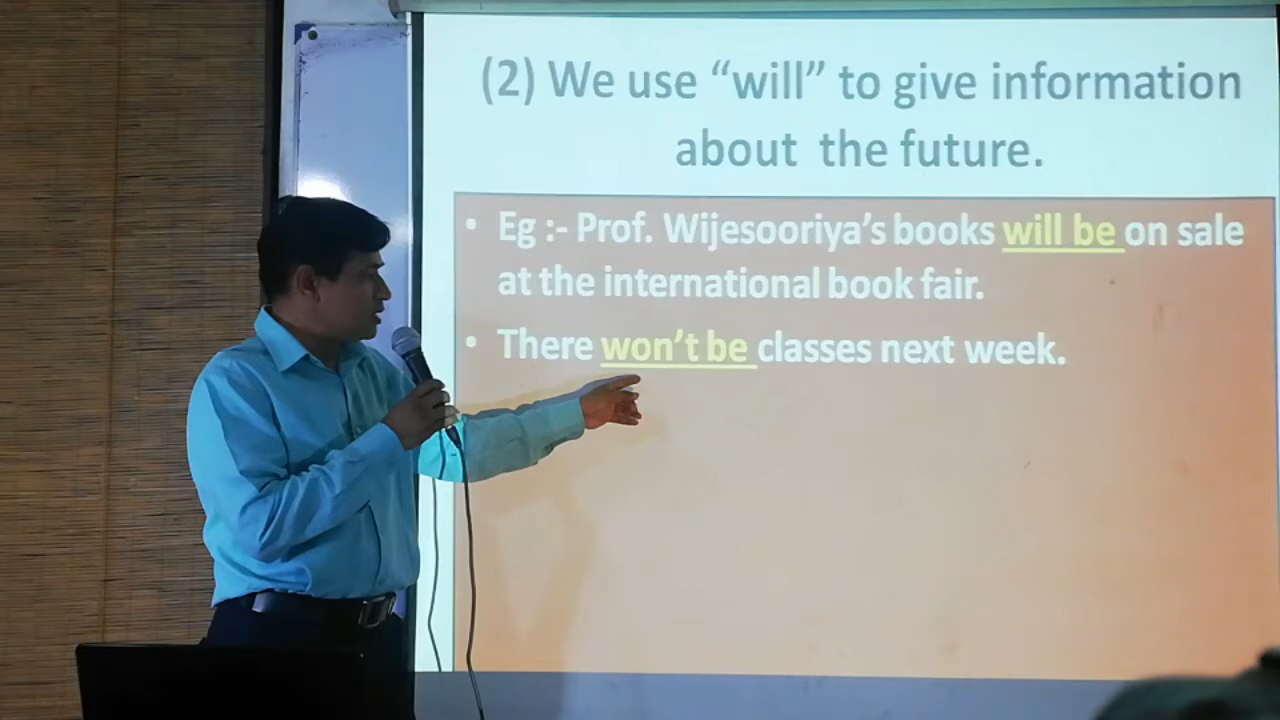 (2) We use “will” to give information
about the future.
• Eg :- Prof. Wijesooriya’s books will be on sale
at the international book fair.
• There won’t be classes next week.